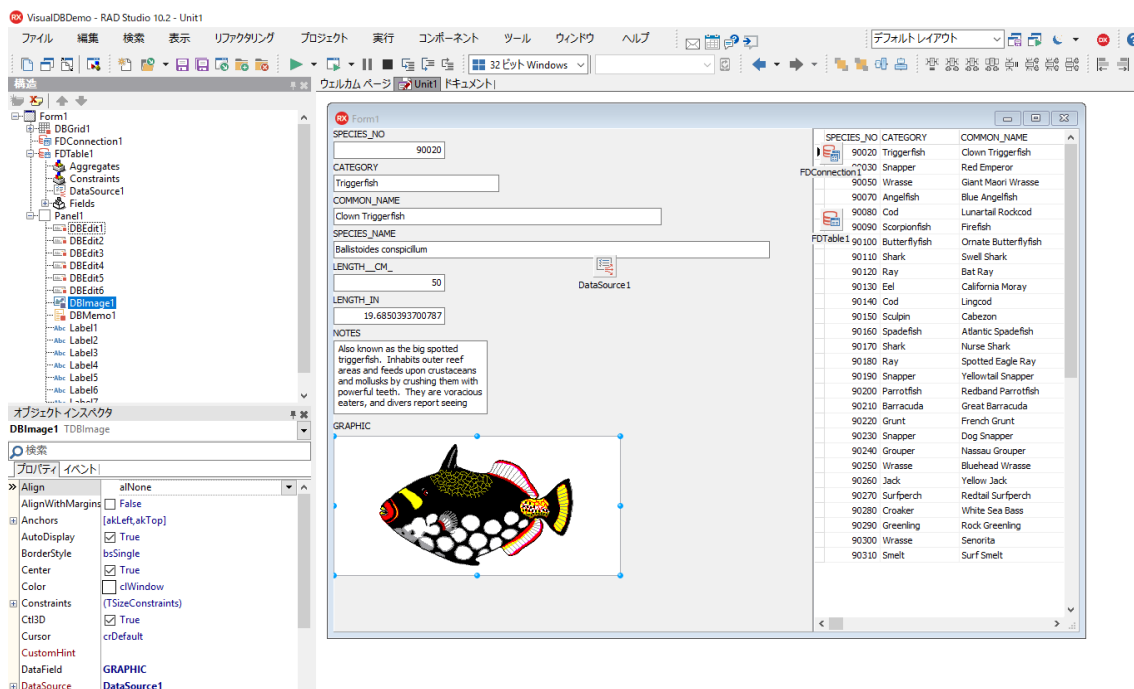 VisualDBDemo - RAD Studio 10.2 - Unit1
ファイル 編集 検索 表示 リファクタリング プロジェクト 実行 コンポーネント ツール ウィンドウ ヘルプ デフォルトレイアウト
32ビット Windows
構造
ウェルカム ページ Unit1 ドキュメント
Form1
DBGrid1
FDConnection1
FDTable1
Aggregates
Constraints
DataSource1
Fields
Panel1
DBEdit1
DBEdit2
DBEdit3
DBEdit4
DBEdit5
DBEdit6
DBImage1
DBMemo1
Label1
Label2
Label3
Label4
Label5
Label6
Label7
オブジェクト インスペクタ
DBImage1 TDBImage
検索
プロパティ イベント
Align alNone
AlignWithMargins False
Anchors [akLeft,akTop]
AutoDisplay True
BorderStyle bsSingle
Center True
Color clWindow
Constraints (TSizeConstraints)
Ctl3D True
Cursor crDefault
CustomHint
DataField GRAPHIC
DataSource DataSource1
Form1
SPECIES_NO
90020
CATEGORY
Triggerfish
COMMON_NAME
Clown Triggerfish
SPECIES_NAME
Ballistoides conspicillum
LENGTH__CM_
50
DataSource1
LENGTH_IN
19.6850393700787
NOTES
Also known as the big spotted
triggerfish. Inhabits outer reef
areas and feeds upon crustaceans
and mollusks by crushing them with
powerful teeth. They are voracious
eaters, and divers report seeing
GRAPHIC
FDConnection1
FDTable1
SPECIES_NO CATEGORY COMMON_NAME
90020 Triggerfish Clown Triggerfish
90030 Snapper Red Emperor
90050 Wrasse Giant Maori Wrasse
90070 Angelfish Blue Angelfish
90080 Cod Lunartail Rockcod
90090 Scorpionfish Firefish
90100 Butterflyfish Ornate Butterflyfish
90110 Shark Swell Shark
90120 Ray Bat Ray
90130 Eel California Moray
90140 Cod Lingcod
90150 Sculpin Cabezon
90160 Spadefish Atlantic Spadefish
90170 Shark Nurse Shark
90180 Ray Spotted Eagle Ray
90190 Snapper Yellowtail Snapper
90200 Parrotfish Redband Parrotfish
90210 Barracuda Great Barracuda
90220 Grunt French Grunt
90230 Snapper Dog Snapper
90240 Grouper Nassau Grouper
90250 Wrasse Bluehead Wrasse
90260 Jack Yellow Jack
90270 Surfperch Redtail Surfperch
90280 Croaker White Sea Bass
90290 Greenling Rock Greenling
90300 Wrasse Senorita
90310 Smelt Surf Smelt